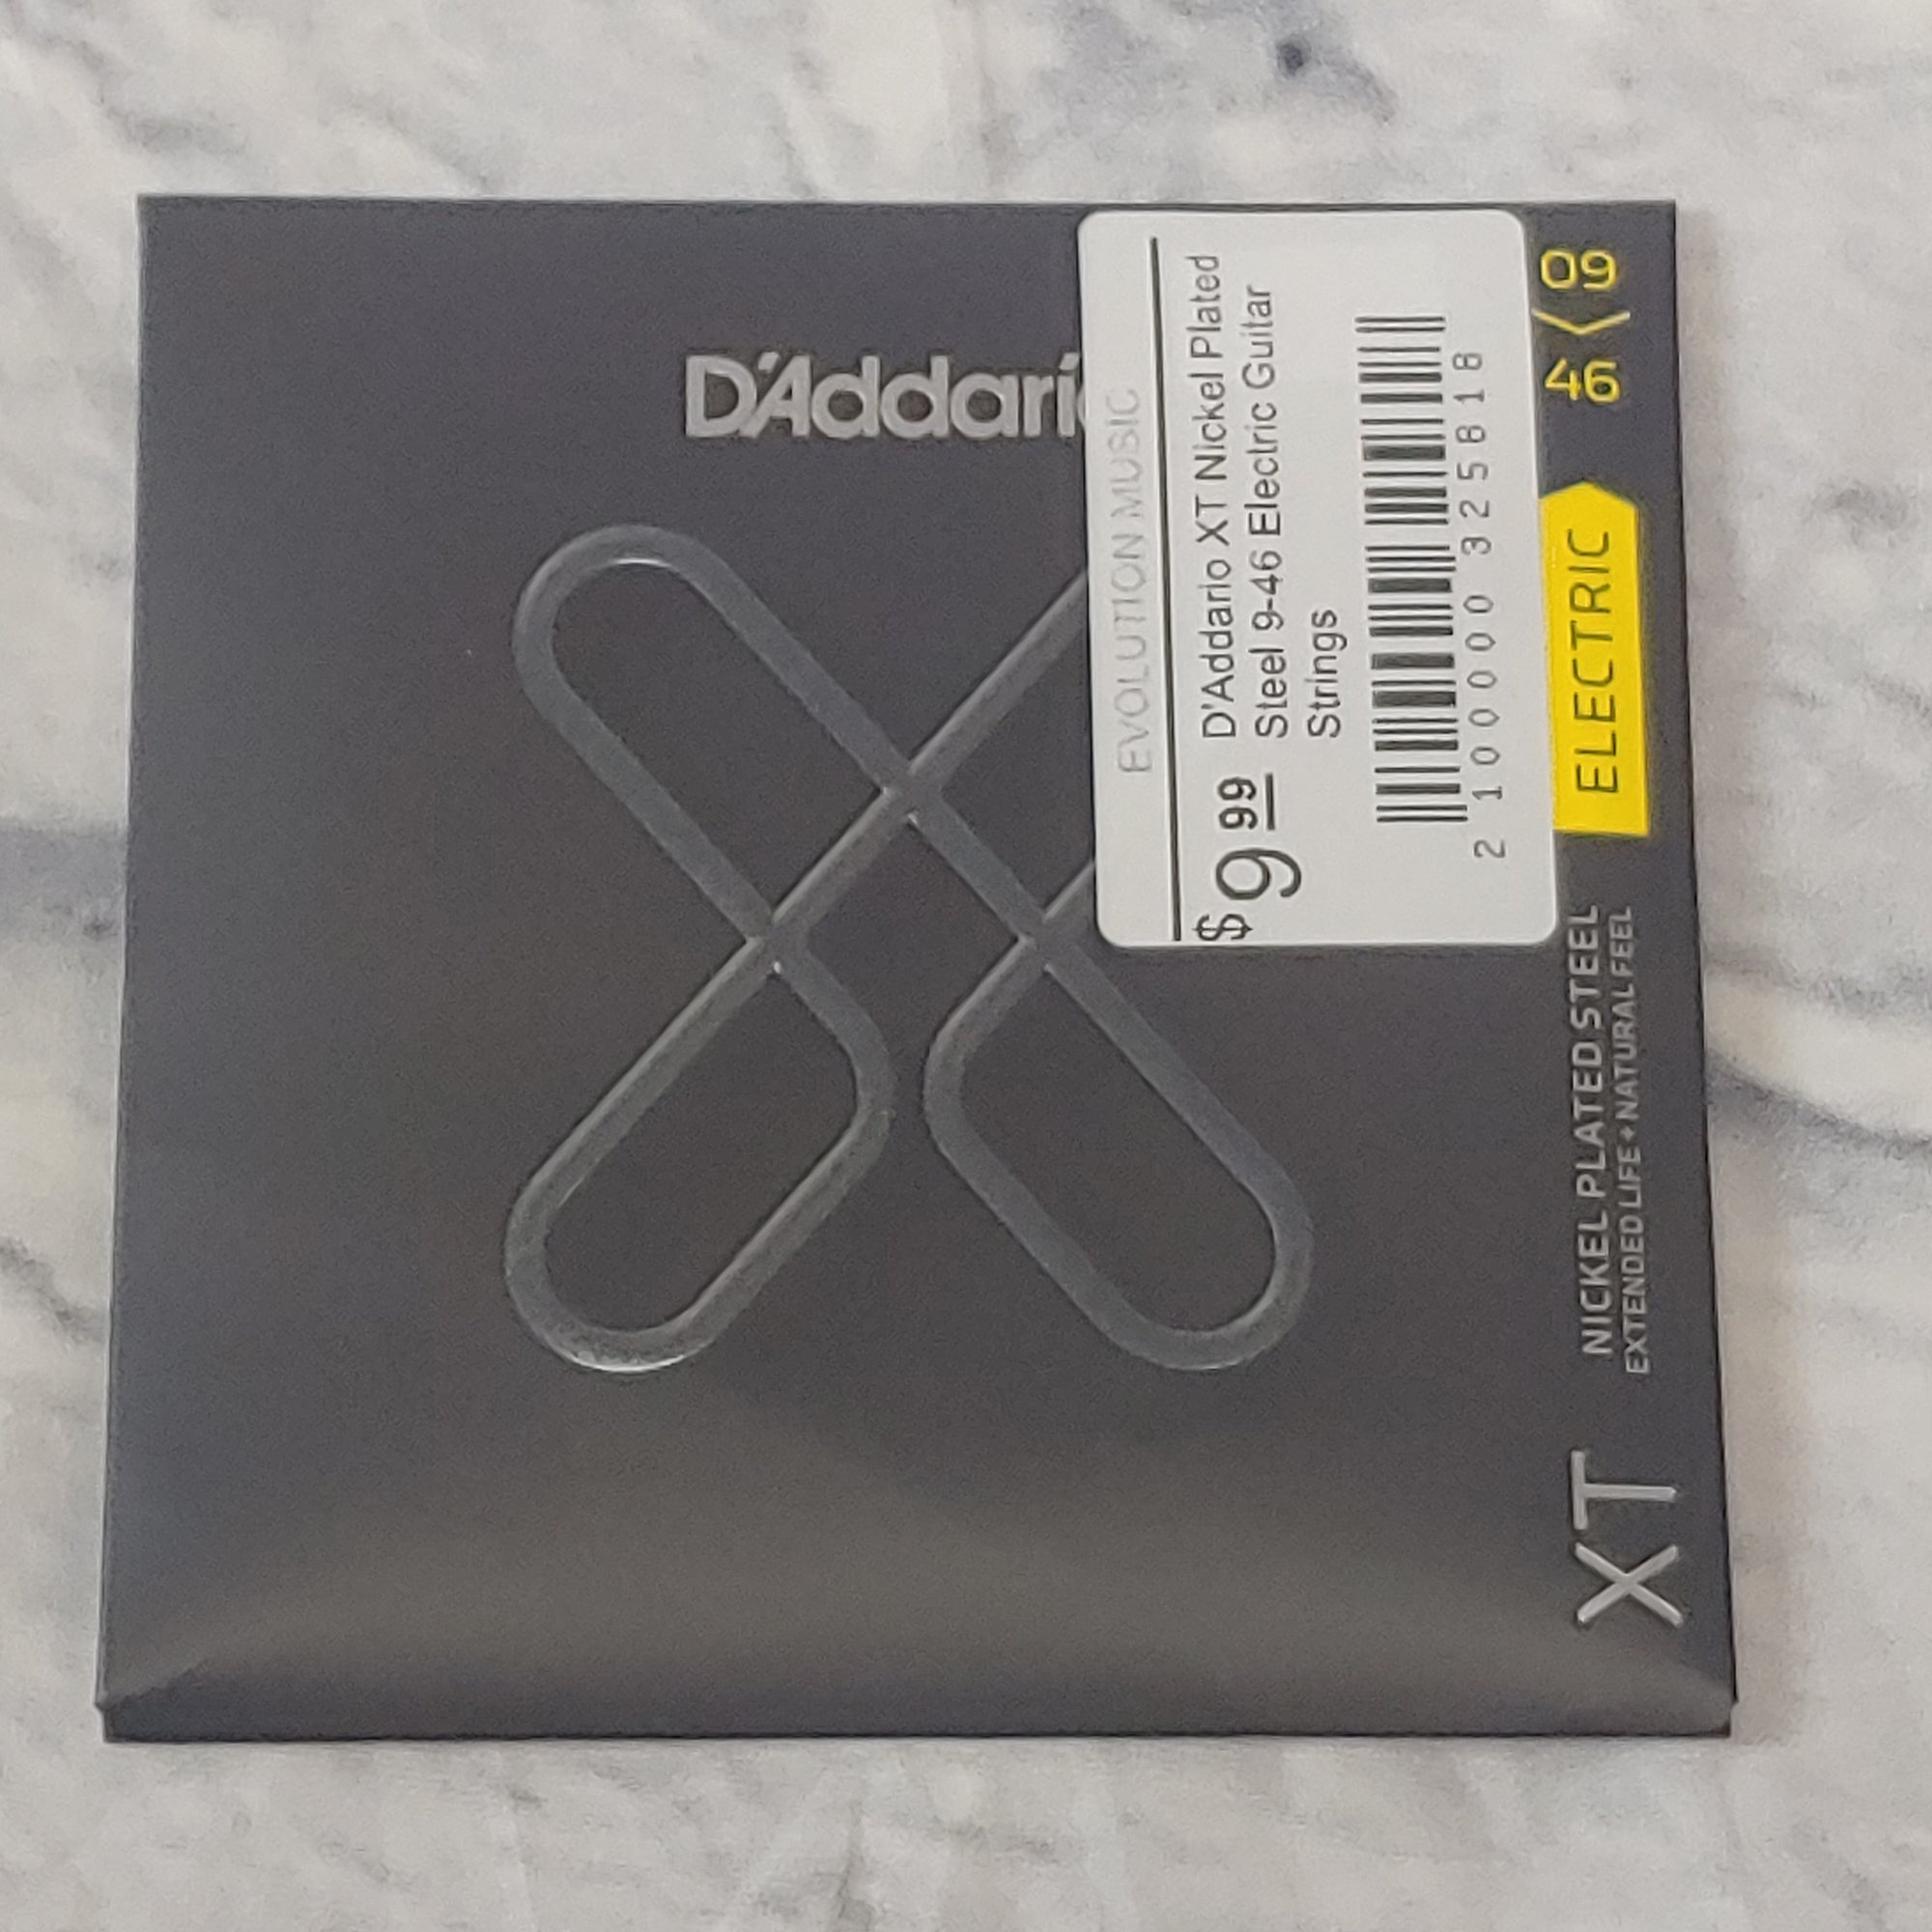 D'Addari
EVOLUTION MUSIC
$9 99
D'Addario XT Nickel Plated
Steel 9-46 Electric Guitar
Strings
2 100000 325818
XT
NICKEL PLATED STEEL
EXTENDED LIFE + NATURAL FEEL
ELECTRIC
46
09